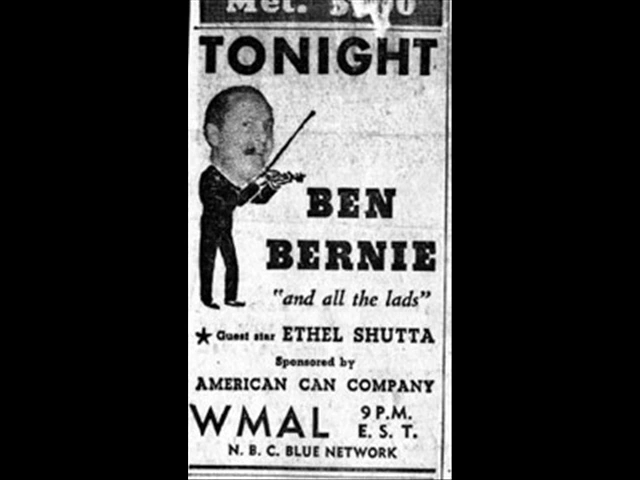 Met.
TONIGHT
BEN
BERNIE
"and all the lads"
★ Guest star ETHEL SHUTTA
Sponsored by
AMERICAN CAN COMPANY
WMAL 9 P.M.
E. S. T.
N. B. C. BLUE NETWORK